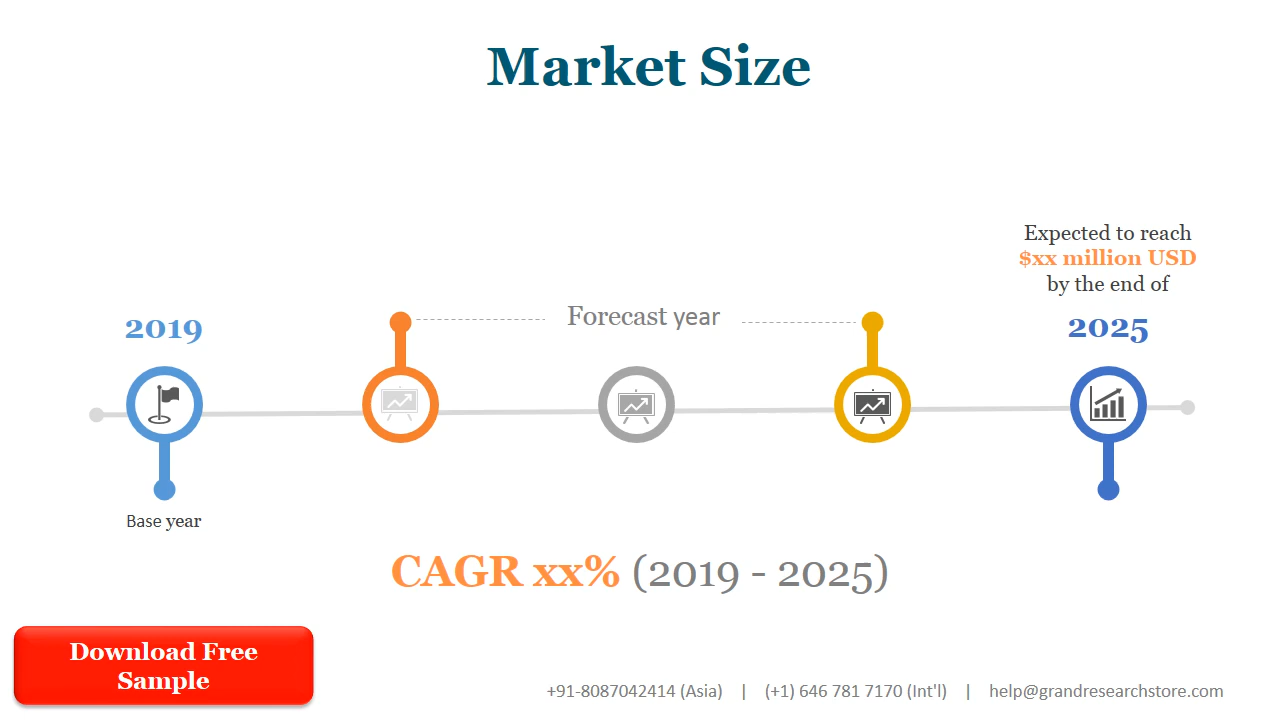 Market Size
Expected to reach
$xx million USD
by the end of
2025
2019
Forecast year
Base year
CAGR xx% (2019 - 2025)
Download Free
Sample
+91-8087042414 (Asia) | (+1) 646 781 7170 (Int'l) | help@grandresearchstore.com